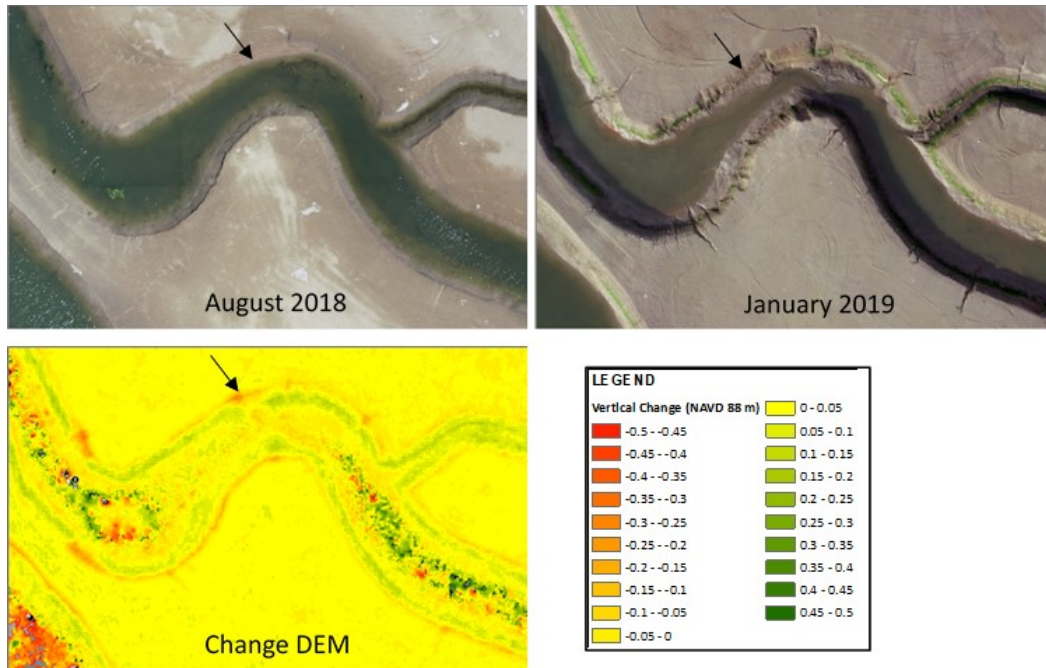 August 2018
January 2019
Change DEM
LEGEND
Vertical Change (NAVD 88 m)
-0.5 - -0.45
-0.45 - -0.4
-0.4 - -0.35
-0.35 - -0.3
-0.3 - -0.25
-0.25 - -0.2
-0.2 - -0.15
-0.15 - -0.1
-0.1 - -0.05
-0.05 - 0
0 - 0.05
0.05 - 0.1
0.1 - 0.15
0.15 - 0.2
0.2 - 0.25
0.25 - 0.3
0.3 - 0.35
0.35 - 0.4
0.4 - 0.45
0.45 - 0.5